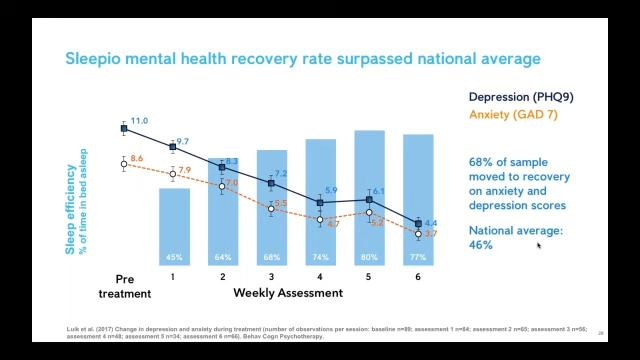 Sleepio mental health recovery rate surpassed national average
Depression (PHQ9)
Anxiety (GAD 7)
68% of sample
moved to recovery
on anxiety and
depression scores
National average:
46%
Sleep efficiency
% of time in bed asleep
11.0
9.7
8.3
7.2
5.9
6.1
4.4
8.6
7.9
7.0
5.5
4.7
5.2
3.7
45%
64%
68%
74%
80%
77%
Pre
treatment
1
2
3
4
5
6
Weekly Assessment
Luik et al. (2017) Change in depression and anxiety during treatment (number of observations per session: baseline n=89; assessment 1 n=84; assessment 2 n=65; assessment 3 n=56;
assessment 4 n=48; assessment 5 n=34; assessment 6 n=66). Behav Cogn Psychotherapy.